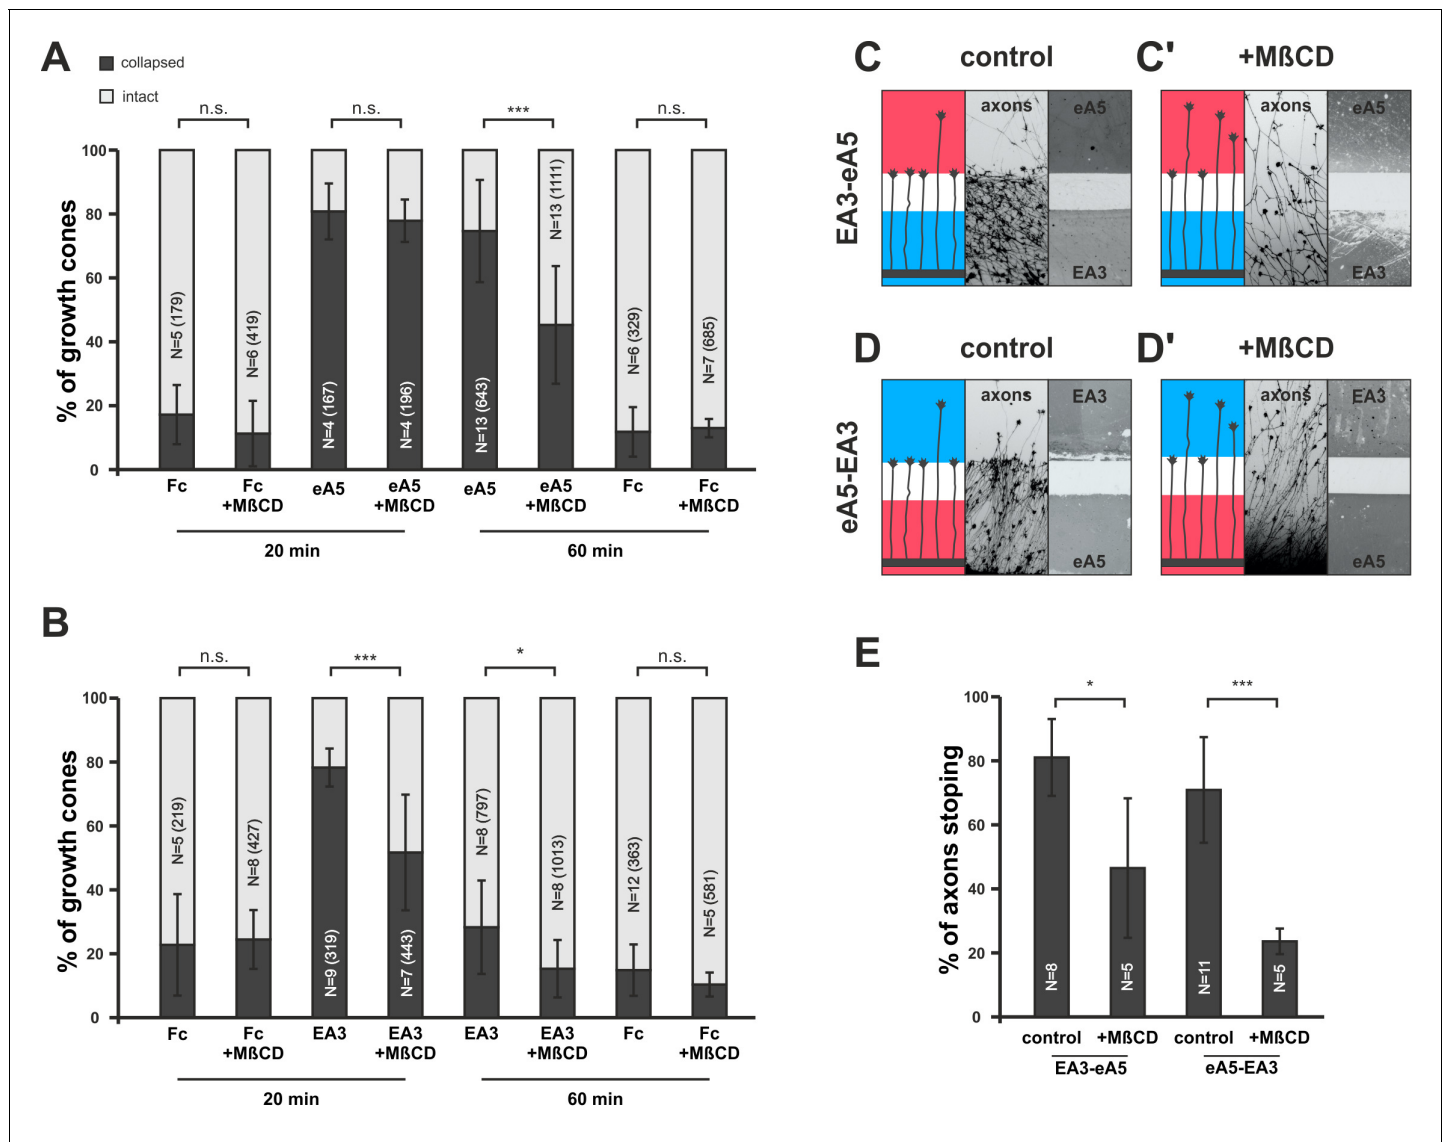 A
collapsed
intact
n.s.
n.s.
***
n.s.
% of growth cones
100
80
60
40
20
0
N=5 (179)
N=6 (419)
N=4 (167)
N=4 (196)
N=13 (643)
N=13 (1111)
N=6 (329)
N=7 (685)
Fc
Fc
+MßCD
eA5
eA5
+MßCD
eA5
eA5
+MßCD
Fc
Fc
+MßCD
20 min
60 min
B
n.s.
***
*
n.s.
% of growth cones
100
80
60
40
20
0
N=5 (219)
N=8 (427)
N=9 (319)
N=7 (443)
N=8 (797)
N=8 (1013)
N=12 (363)
N=5 (581)
Fc
Fc
+MßCD
EA3
EA3
+MßCD
EA3
EA3
+MßCD
Fc
Fc
+MßCD
20 min
60 min
C
control
EA3-eA5
axons
eA5
EA3
C'
+MßCD
axons
eA5
EA3
D
control
eA5-EA3
axons
EA3
eA5
D'
+MßCD
axons
EA3
eA5
E
*
***
% of axons stoping
100
80
60
40
20
0
N=8
N=5
N=11
N=5
control
+MßCD
control
+MßCD
EA3-eA5
eA5-EA3